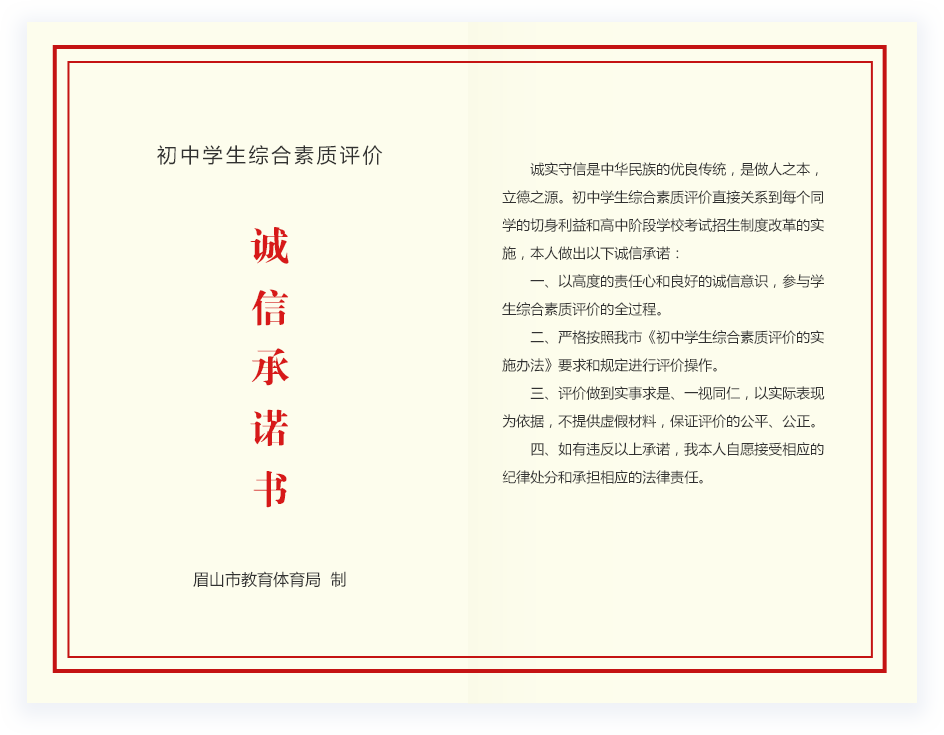 初中学生综合素质评价
诚
信
承
诺
书
眉山市教育体育局 制
诚实守信是中华民族的优良传统，是做人之本，
立德之源。初中学生综合素质评价直接关系到每个同
学的切身利益和高中阶段学校考试招生制度改革的实
施，本人做出以下诚信承诺：
一、以高度的责任心和良好的诚信意识，参与学
生综合素质评价的全过程。
二、严格按照我市《初中学生综合素质评价的实
施办法》要求和规定进行评价操作。
三、评价做到实事求是、一视同仁，以实际表现
为依据，不提供虚假材料，保证评价的公平、公正。
四、如有违反以上承诺，我本人自愿接受相应的
纪律处分和承担相应的法律责任。